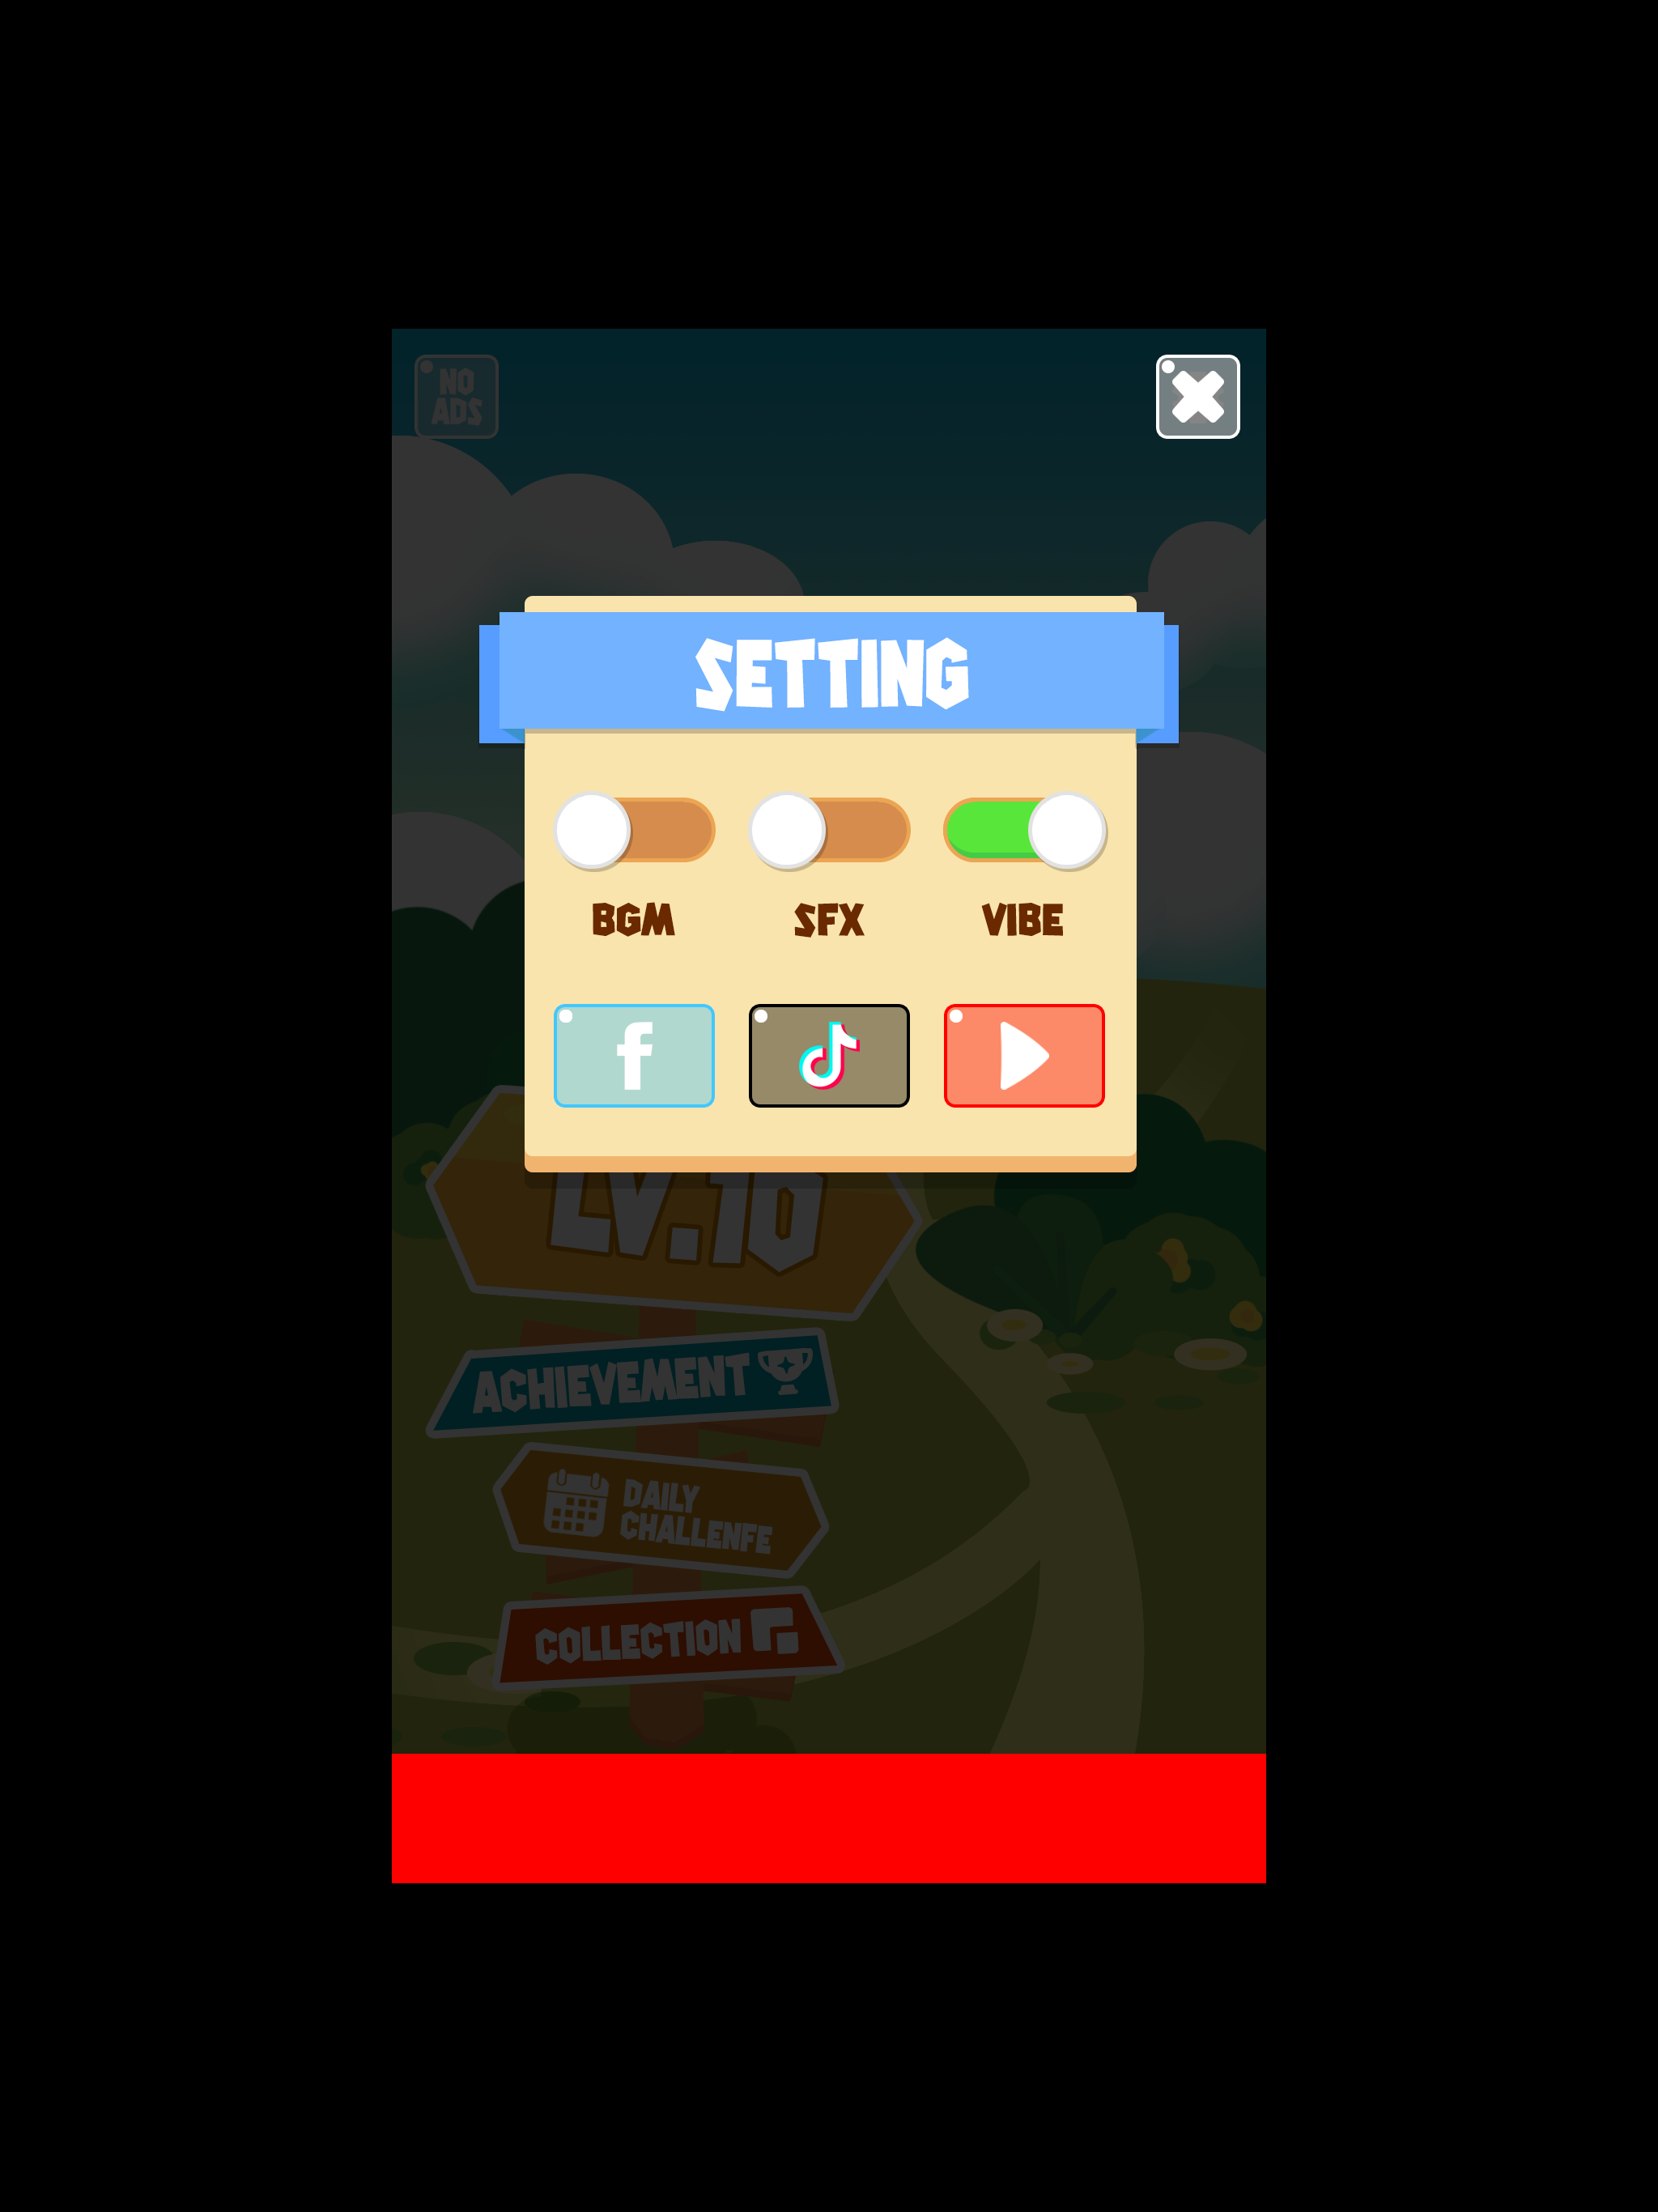 NO
ADS
SETTING
BGM
SFX
VIBE
LV.10
ACHIEVEMENT
DAILY
CHALLENFE
COLLECTION